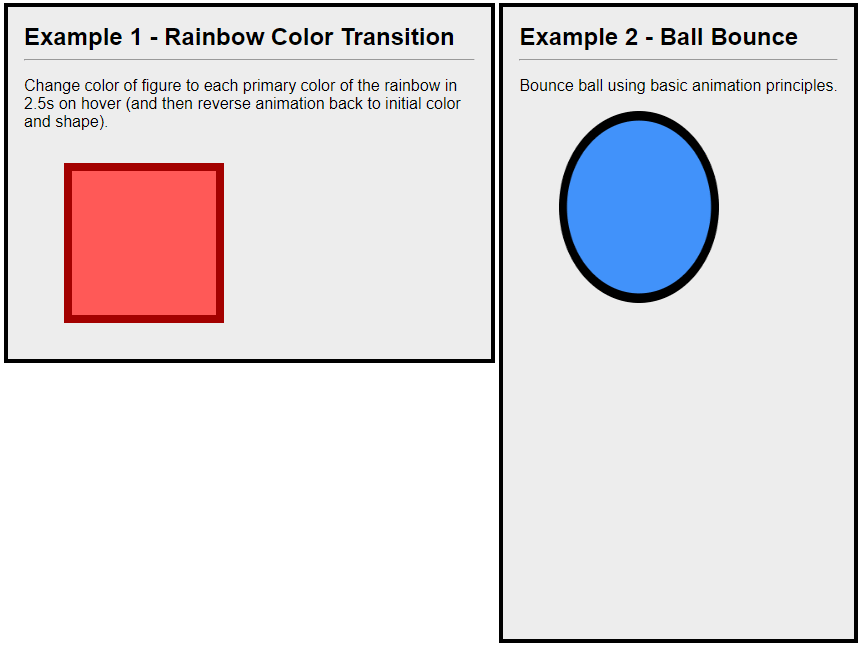 Example 1 - Rainbow Color Transition
Change color of figure to each primary color of the rainbow in
2.5s on hover (and then reverse animation back to initial color
and shape).
Example 2 - Ball Bounce
Bounce ball using basic animation principles.